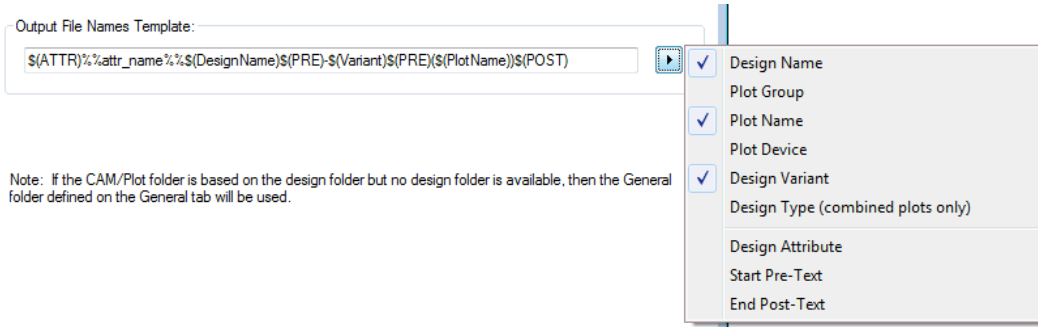 Output File Names Template:
$(ATTR)%%attr_name%%$(DesignName)$(PRE)-$(Variant)$(PRE)($(PlotName))$(POST)
Note: If the CAM/Plot folder is based on the design folder but no design folder is available, then the General
folder defined on the General tab will be used.
Design Name
Plot Group
Plot Name
Plot Device
Design Variant
Design Type (combined plots only)
Design Attribute
Start Pre-Text
End Post-Text